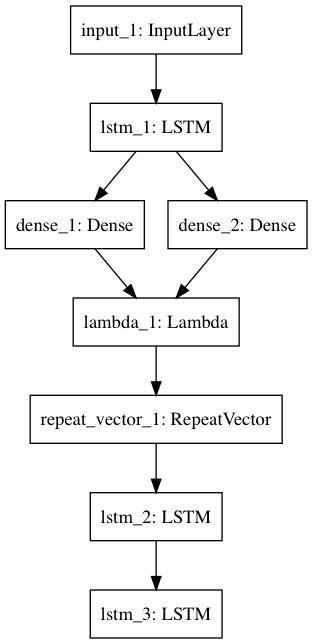 input_1: InputLayer
lstm_1: LSTM
dense_1: Dense
dense_2: Dense
lambda_1: Lambda
repeat_vector_1: RepeatVector
lstm_2: LSTM
lstm_3: LSTM